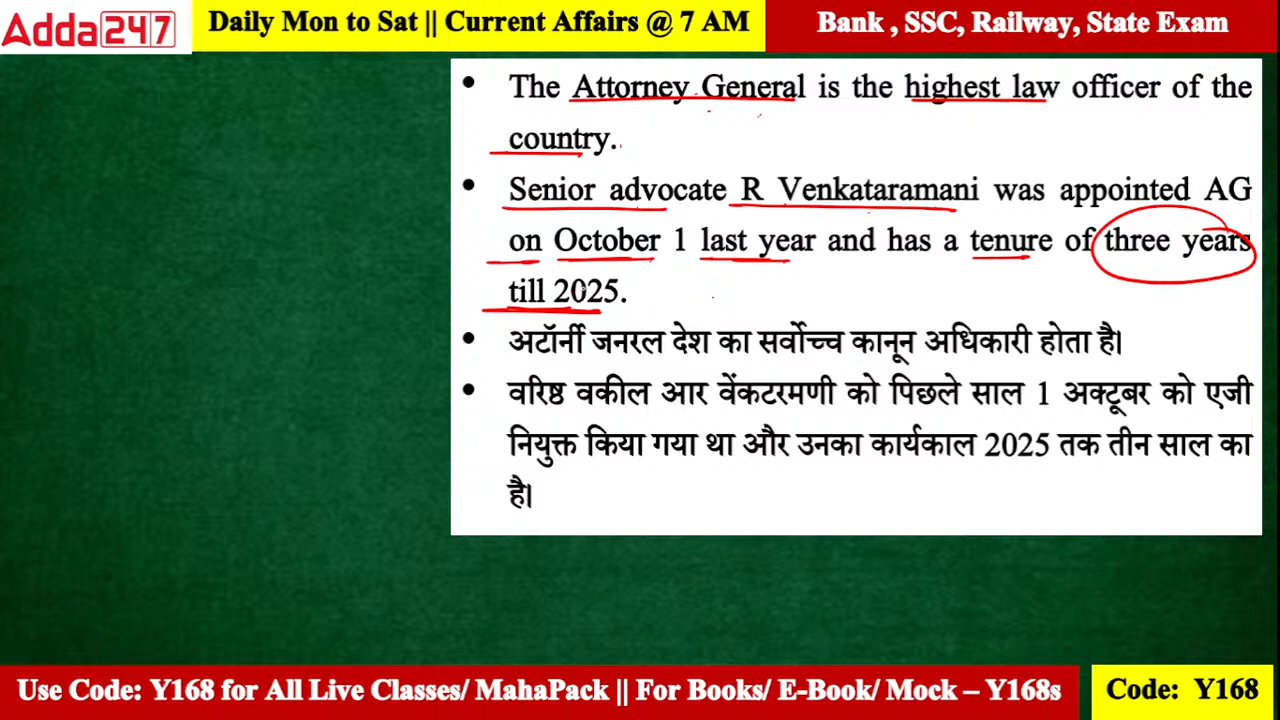 Adda247
Daily Mon to Sat || Current Affairs @ 7 AM
Bank , SSC, Railway, State Exam
• The Attorney General is the highest law officer of the
country.
• Senior advocate R Venkataramani was appointed AG
on October 1 last year and has a tenure of three years
till 2025.
• अटॉर्नी जनरल देश का सर्वोच्च कानून अधिकारी होता है।
• वरिष्ठ वकील आर वेंकटरमणी को पिछले साल 1 अक्टूबर को एजी
नियुक्त किया गया था और उनका कार्यकाल 2025 तक तीन साल का
है।
Use Code: Y168 for All Live Classes/ MahaPack || For Books/ E-Book/ Mock – Y168s
Code: Y168